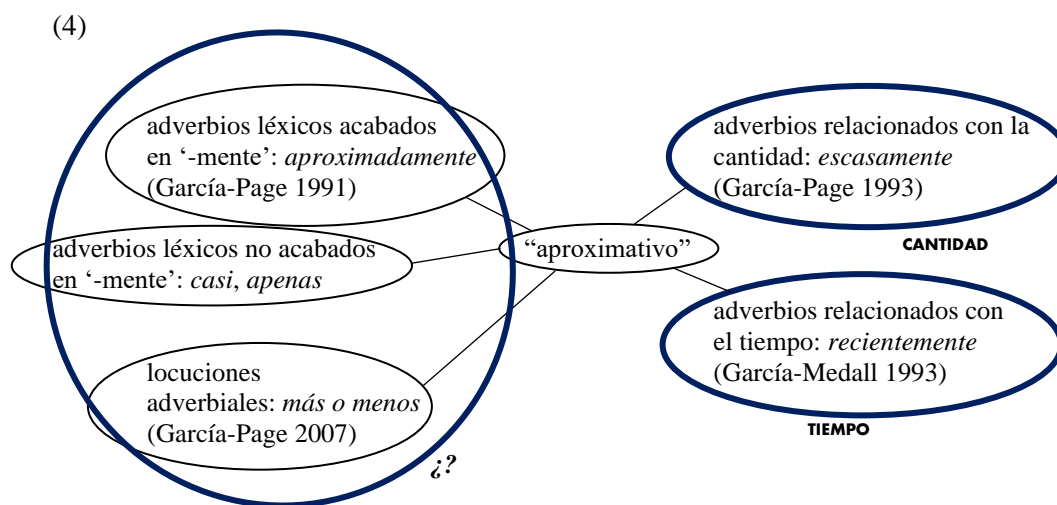 (4)
adverbios léxicos acabados
en ‘-mente’: aproximadamente
(García-Page 1991)
adverbios léxicos no acabados
en ‘-mente’: casi, apenas
locuciones
adverbiales: más o menos
(García-Page 2007)
¿?
“aproximativo”
adverbios relacionados con la
cantidad: escasamente
(García-Page 1993)
CANTIDAD
adverbios relacionados con
el tiempo: recientemente
(García-Medall 1993)
TIEMPO